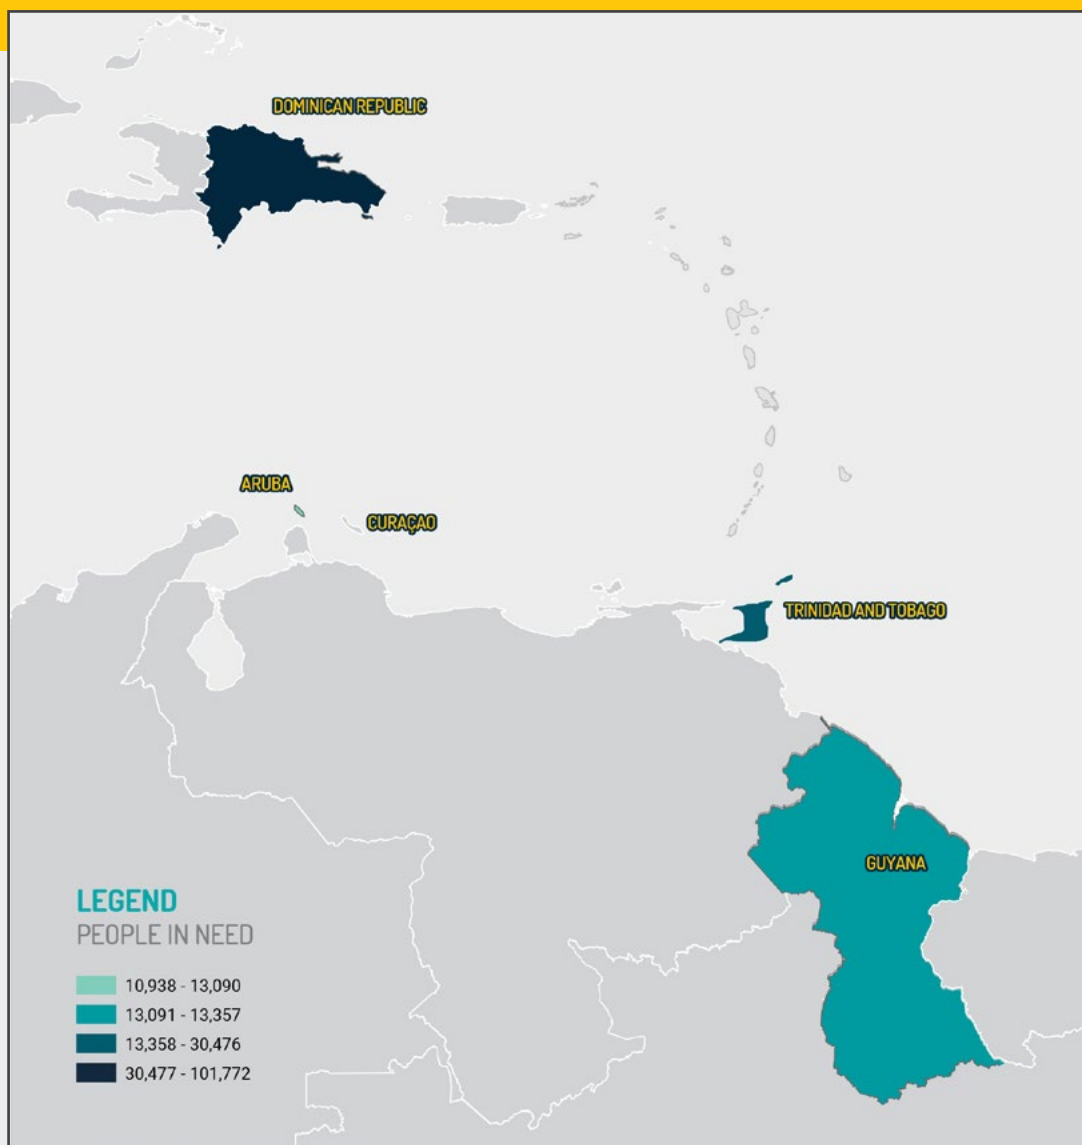 DOMINICAN REPUBLIC
ARUBA
CURAÇAO
TRINIDAD AND TOBAGO
GUYANA
LEGEND
PEOPLE IN NEED
10,938 - 13,090
13,091 - 13,357
13,358 - 30,476
30,477 - 101,772